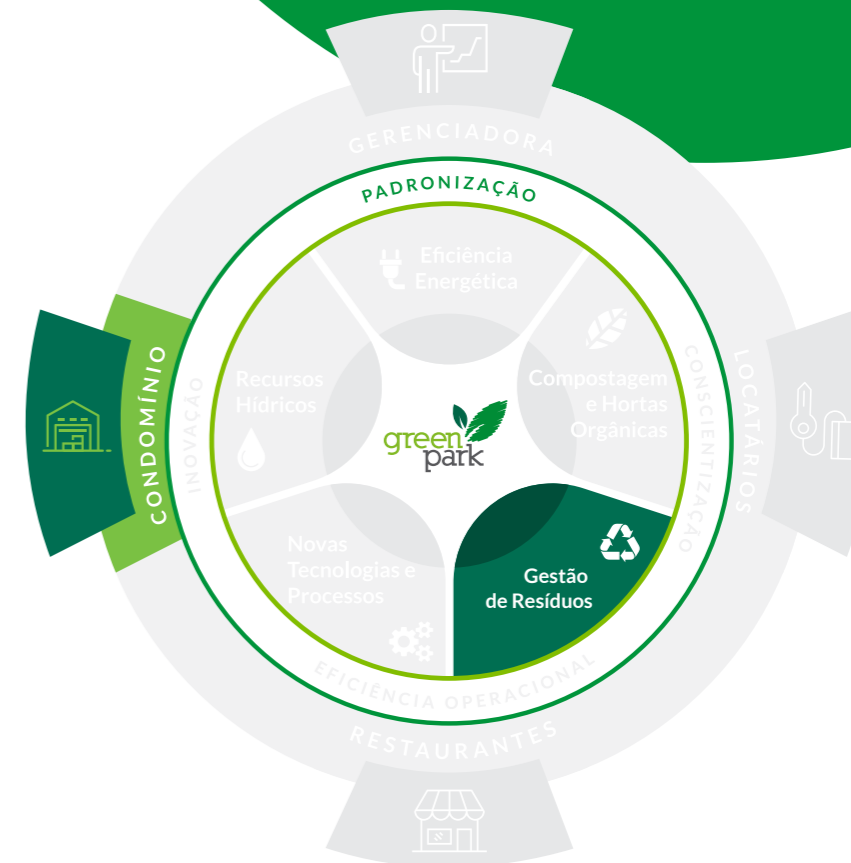 GERENCIADORA
PADRONIZAÇÃO
Eficiência
Energética
CONDOMÍNIO
INOVAÇÃO
Recursos
Hídricos
Compostagem
e Hortas
Orgânicas
CONSCIENTIZAÇÃO
LOCATÁRIOS
green
park
Novas
Tecnologias e
Processos
Gestão
de Resíduos
EFICIÊNCIA OPERACIONAL
RESTAURANTES